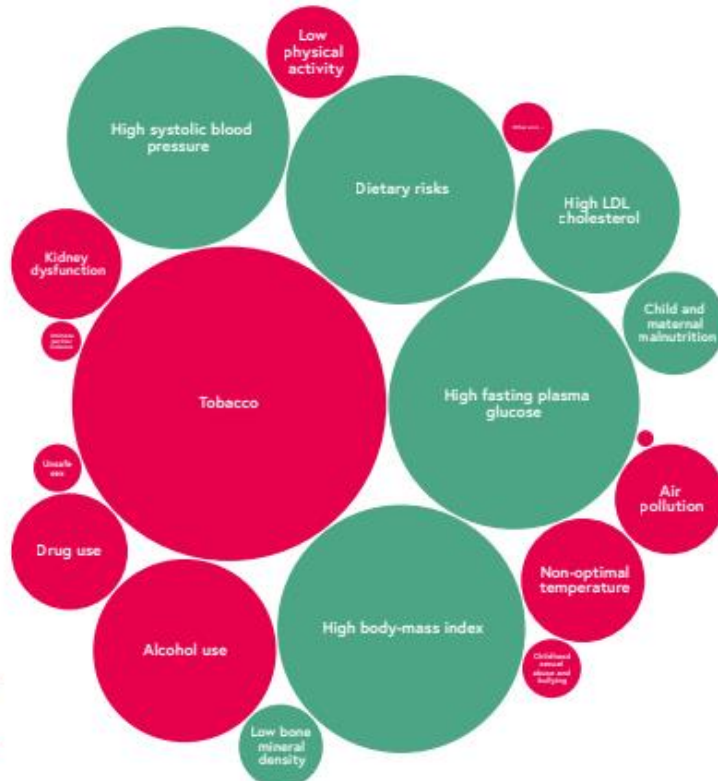 Low
physical
activity
High systolic blood
pressure
Dietary risks
High LDL
cholesterol
Kidney
dysfunction
Child and
maternal
malnutrition
Tobacco
High fasting plasma
glucose
Unsafe
sex
Air
pollution
Drug use
Non-optimal
temperature
Alcohol use
High body-mass index
Childhood
sexual
abuse and
bullying
Low bone
mineral
density